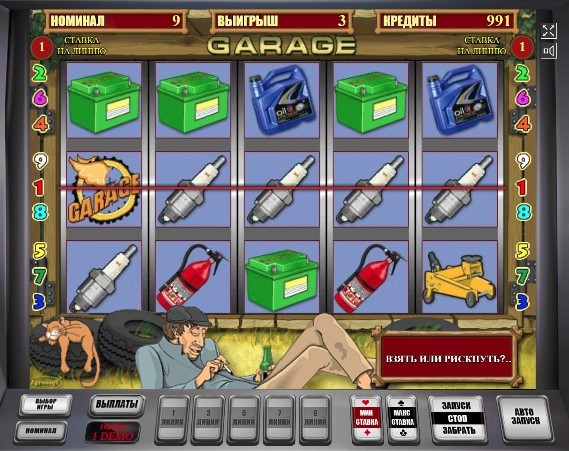 НОМИНАЛ 9
ВЫИГРЫШ 3
КРЕДИТЫ 991
1
СТАВКА
НА ЛИНИЮ
GARAGE
СТАВКА
НА ЛИНИЮ
1
2
6
4
9
1
8
5
7
3
oil
oil
GARAGE
2
6
4
9
1
8
5
7
3
ВЗЯТЬ ИЛИ РИСКНУТЬ?..
ВЫБОР
ИГРЫ
НОМИНАЛ
ВЫПЛАТЫ
1 DEMO
1
ЛИНИЯ
3
ЛИНИИ
5
ЛИНИЙ
7
ЛИНИЙ
9
ЛИНИЙ
МИН
СТАВКА
МАКС
СТАВКА
ЗАПУСК
СТОП
ЗАБРАТЬ
АВТО
ЗАПУСК